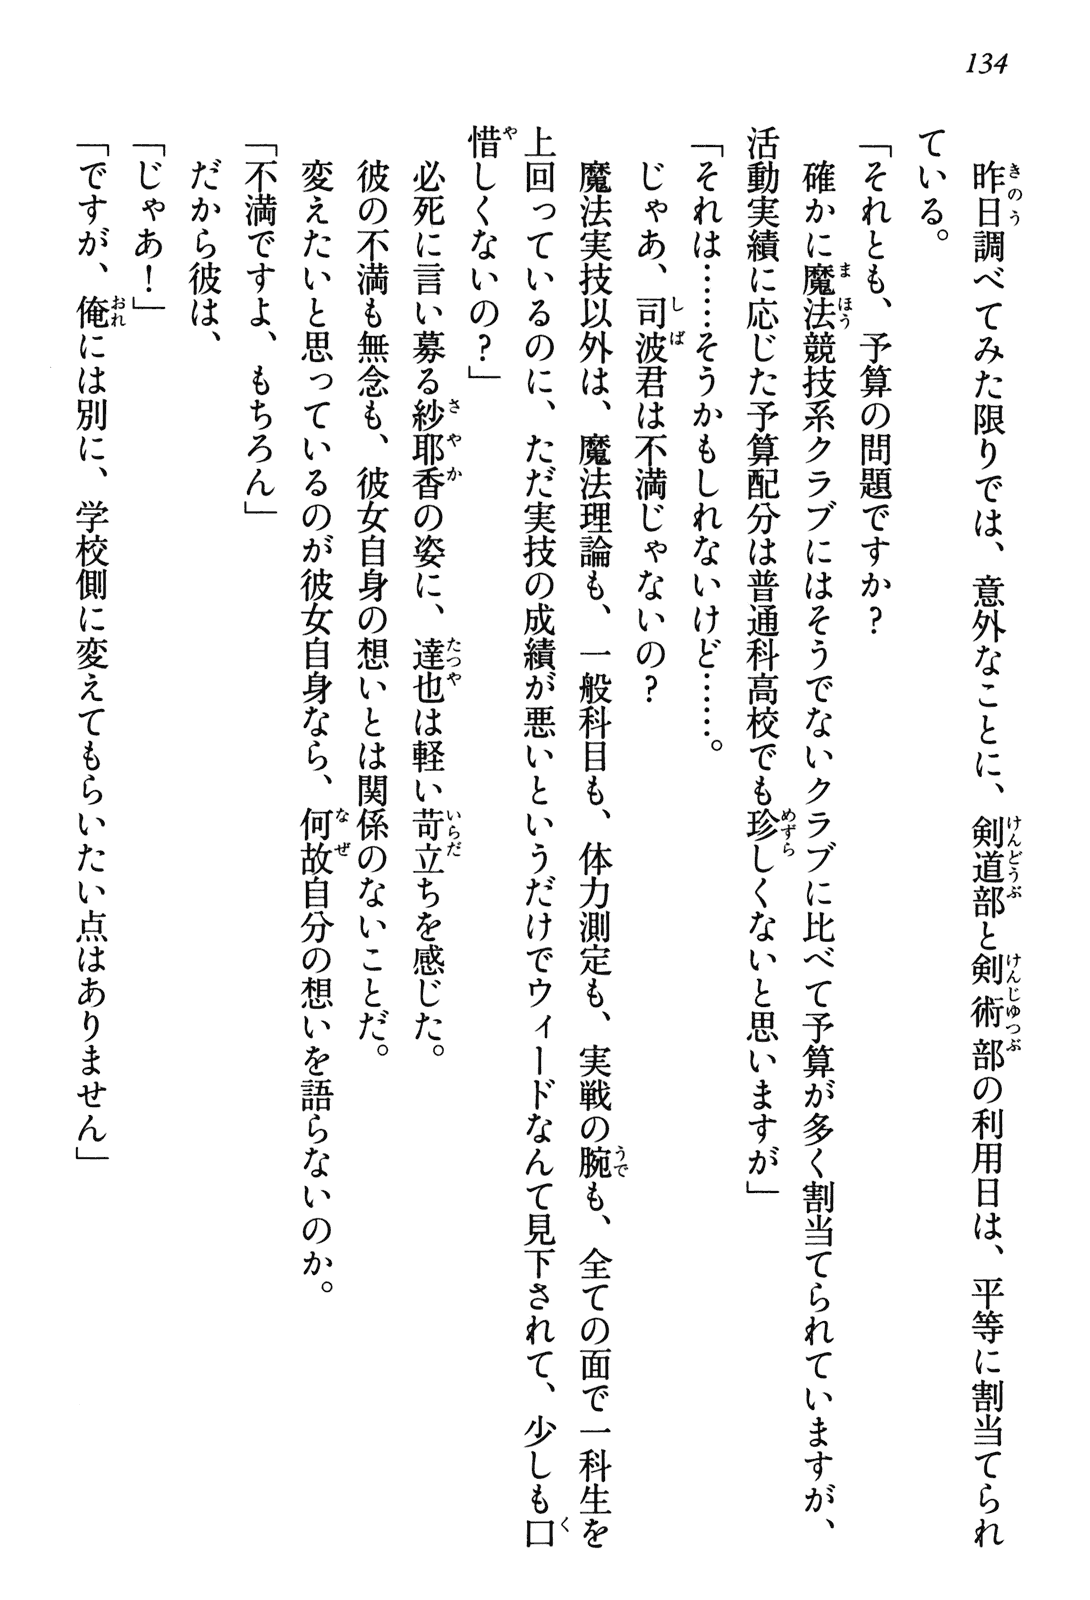 134
昨日調べてみた限りでは、意外なことに、剣道部と剣術部の利用日は、平等に割当てられ
ている。
「それとも、予算の問題ですか？
確かに魔法競技系クラブにはそうでないクラブに比べて予算が多く割当てられていますが、
活動実績に応じた予算配分は普通科高校でも珍しくないと思いますが」
「それは……そうかもしれないけど……。
じゃあ、司波君は不満じゃないの？
魔法実技以外は、魔法理論も、一般科目も、体力測定も、実戦の腕も、全ての面で一科生を
上回っているのに、ただ実技の成績が悪いというだけでウィードなんて見下されて、少しも口
惜しくないの？」
必死に言い募る紗耶香の姿に、達也は軽い苛立ちを感じた。
彼の不満も無念も、彼女自身の想いとは関係のないことだ。
変えたいと思っているのが彼女自身なら、何故自分の想いを語らないのか。
「不満ですよ、もちろん」
だから彼は、
「じゃあ！」
「ですが、俺には別に、学校側に変えてもらいたい点はありません」